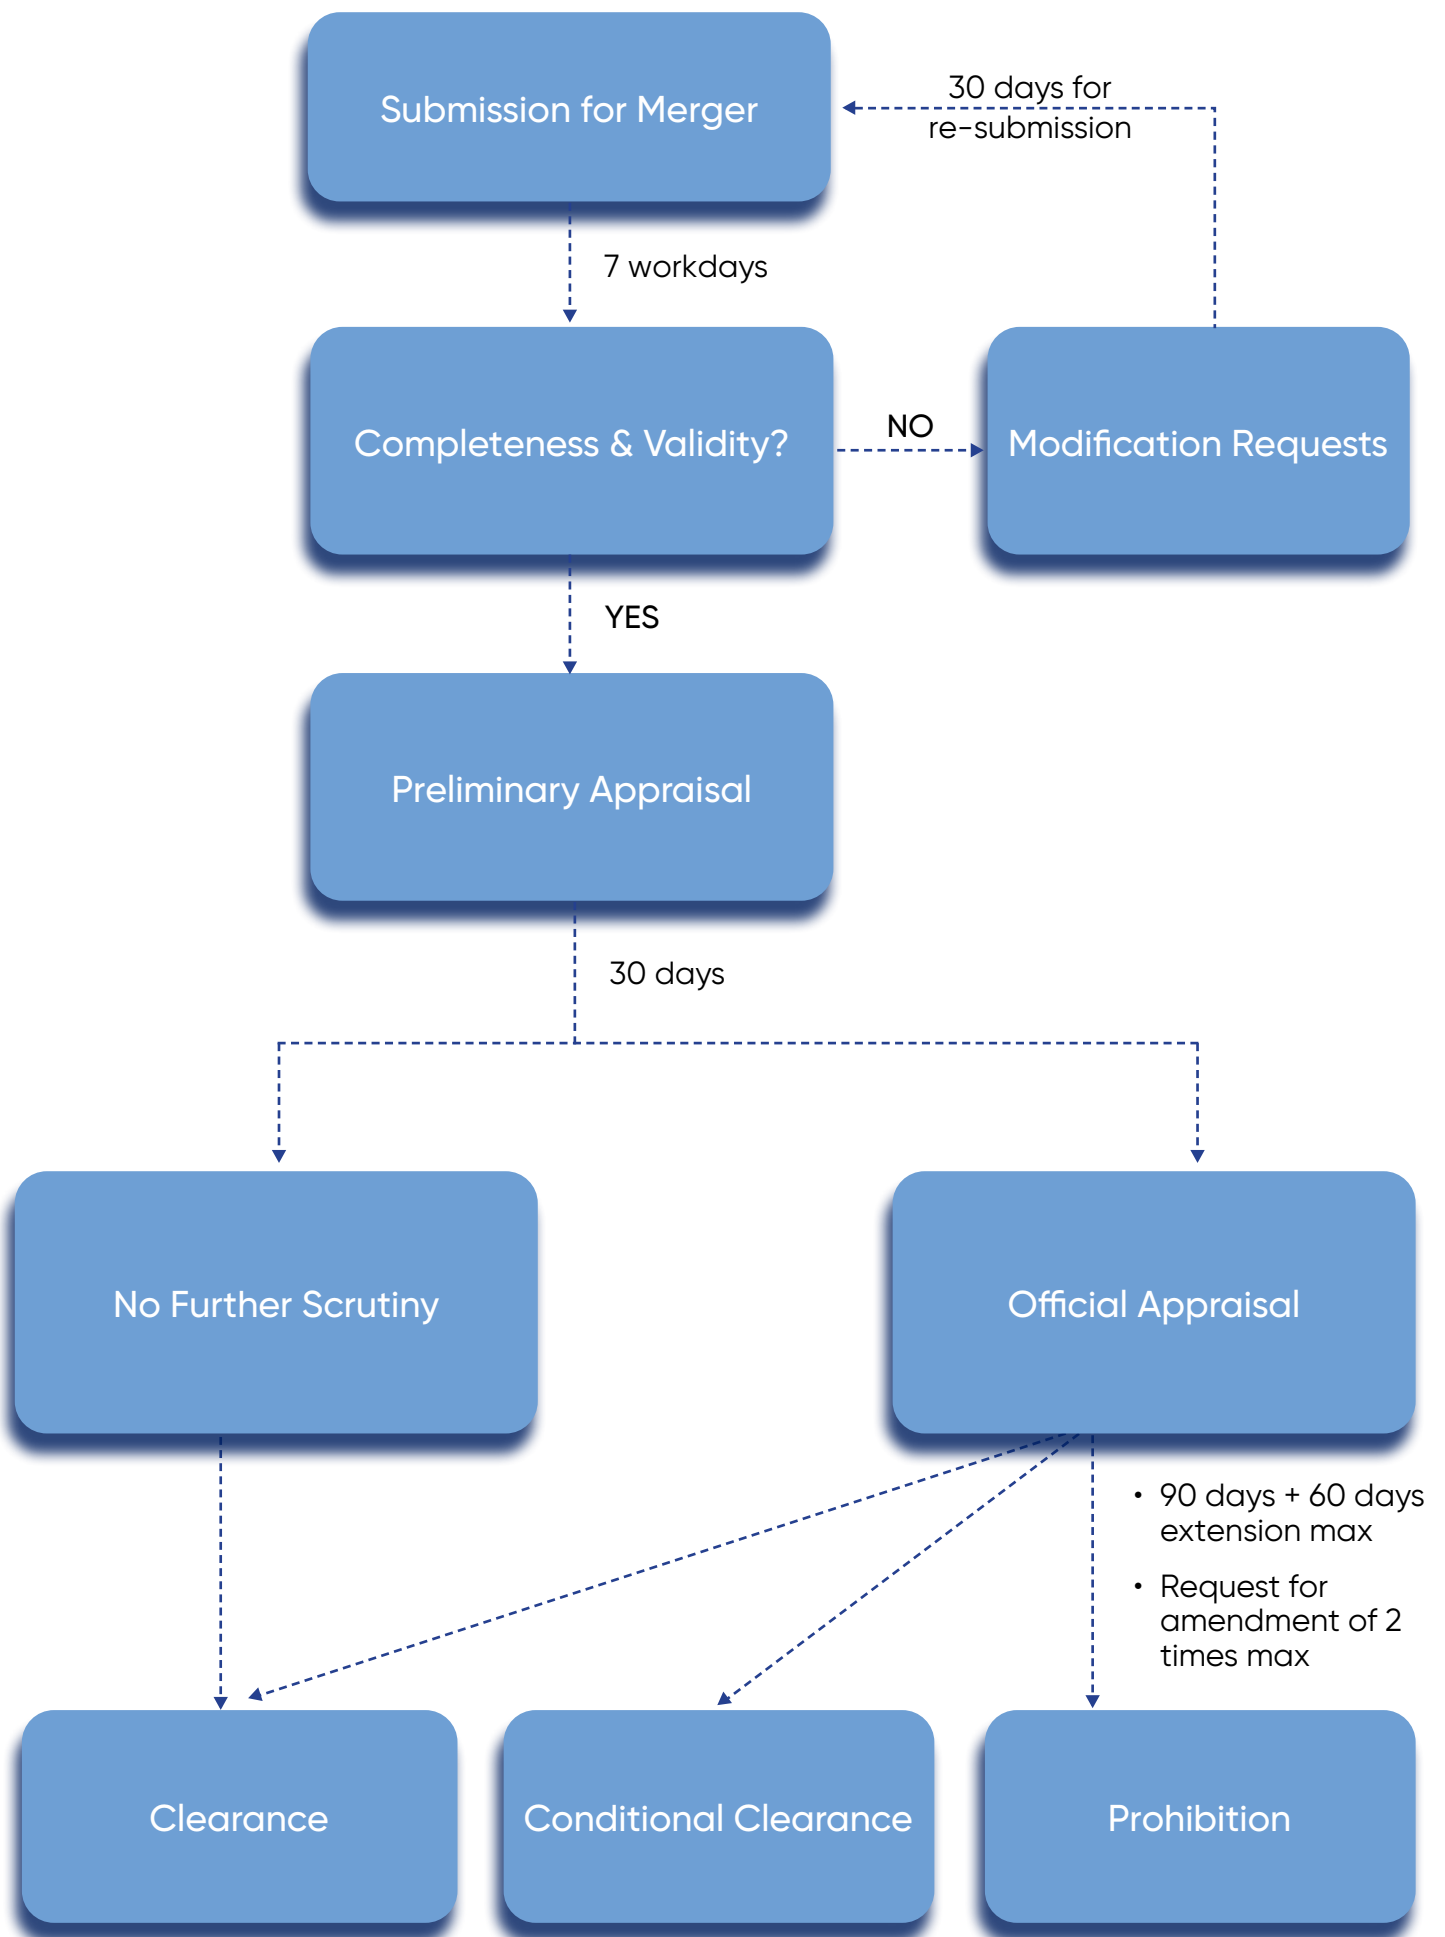 Submission for Merger
30 days for
re-submission
7 workdays
Completeness & Validity?
NO
Modification Requests
YES
Preliminary Appraisal
30 days
No Further Scrutiny
Official Appraisal
• 90 days + 60 days
extension max
• Request for
amendment of 2
times max
Clearance
Conditional Clearance
Prohibition